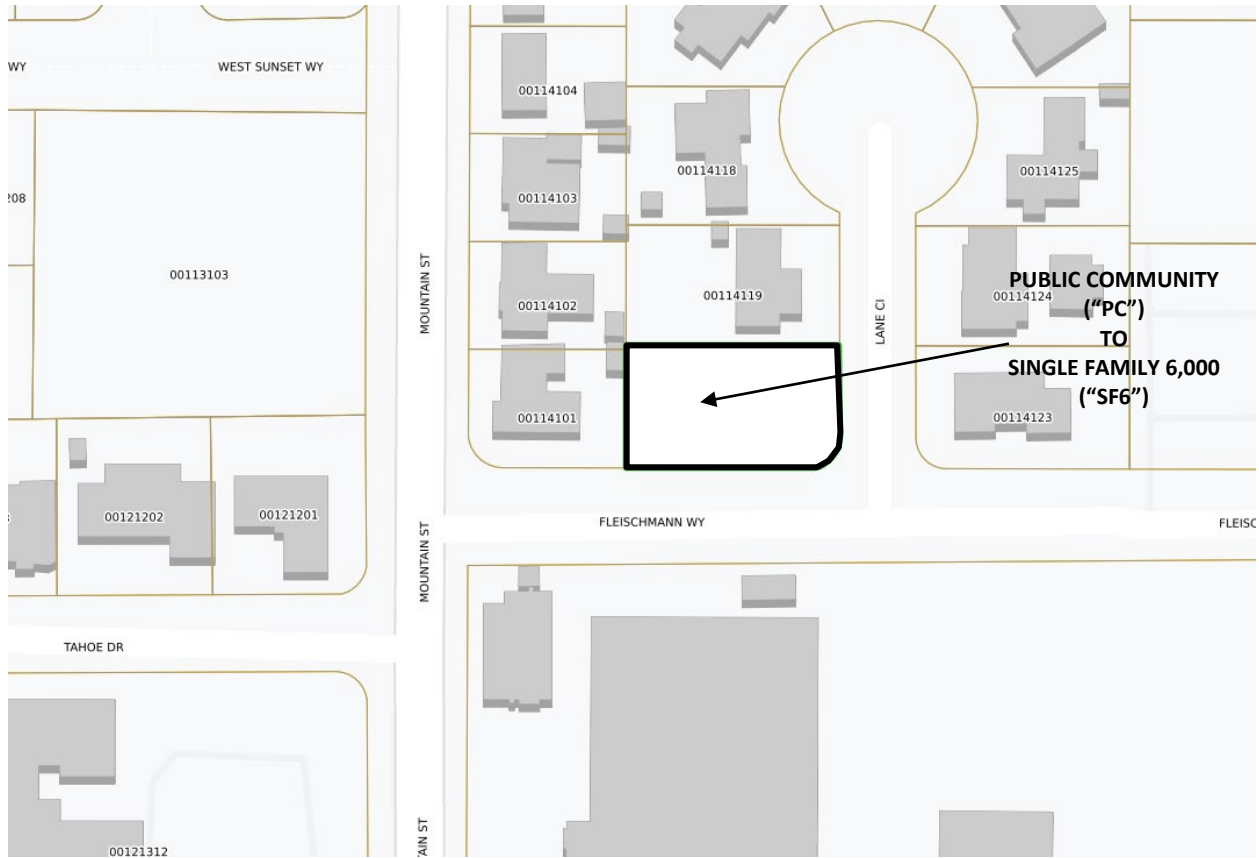 WY
WEST SUNSET WY
00114104
00114118
00114125
00114103
208
00113103
MOUNTAIN ST
00114102
00114119
LANE CI
00114124
PUBLIC COMMUNITY
(“PC”)
TO
SINGLE FAMILY 6,000
(“SF6”)
00114101
00114123
00121202
00121201
MOUNTAIN ST
FLEISCHMANN WY
FLEISC
TAHOE DR
TAIN ST
00121312